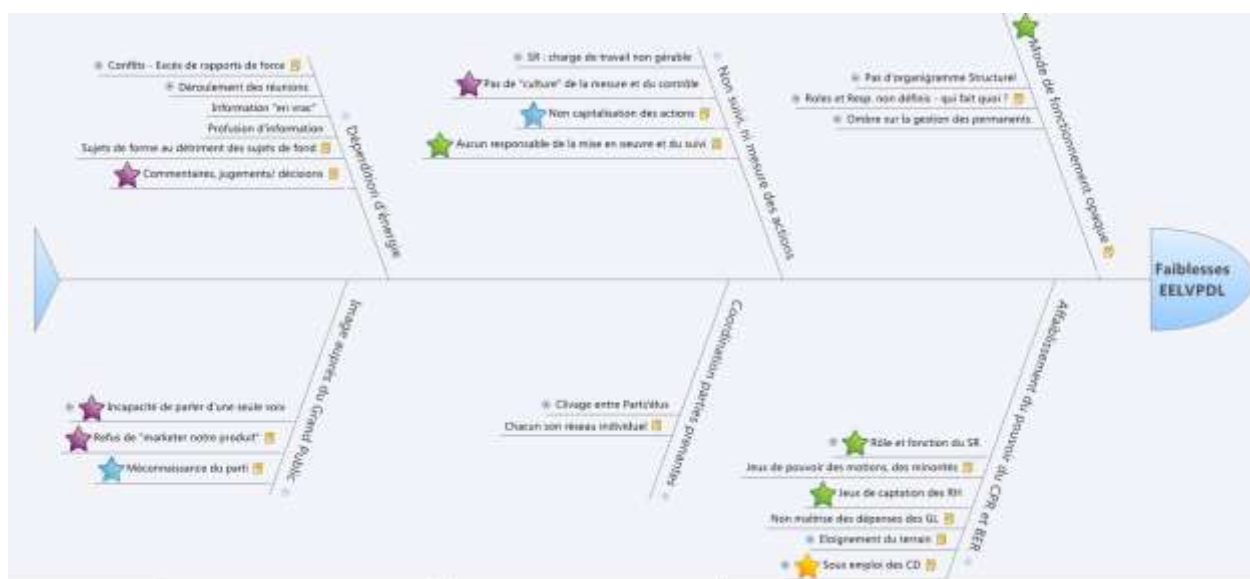 Conflits - Excès de rapports de force
Déroulement des réunions
Information "en vrac"
Profusion d'information
Sujets de forme au détriment des sujets de fond
Commentaires, jugements/ décisions
Déperdition d'énergie
SR : charge de travail non gérable
Pas de "culture" de la mesure et du contrôle
Non capitalisation des actions
Aucun responsable de la mise en oeuvre et du suivi
Non suivi, ni mesure des actions
Pas d'organigramme Structurel
Roles et Resp. non définis - qui fait quoi ?
Ombre sur la gestion des permanents
Mode de fonctionnement opaque
Faiblesses
EELVPDL
Incapacité de parler d'une seule voix
Refus de "marketer notre produit"
Méconnaissance du parti
Image auprès du Grand Public
Clivage entre Parti/élus
Chacun son réseau individuel
Coordination parties prenantes
Rôle et fonction du SR
Jeux de pouvoir des motions, des minorités
Jeux de captation des RH
Non maitrise des dépenses des GL
Eloignement du terrain
Sous emploi des CD
Affaiblissement du pouvoir du CPR et BER